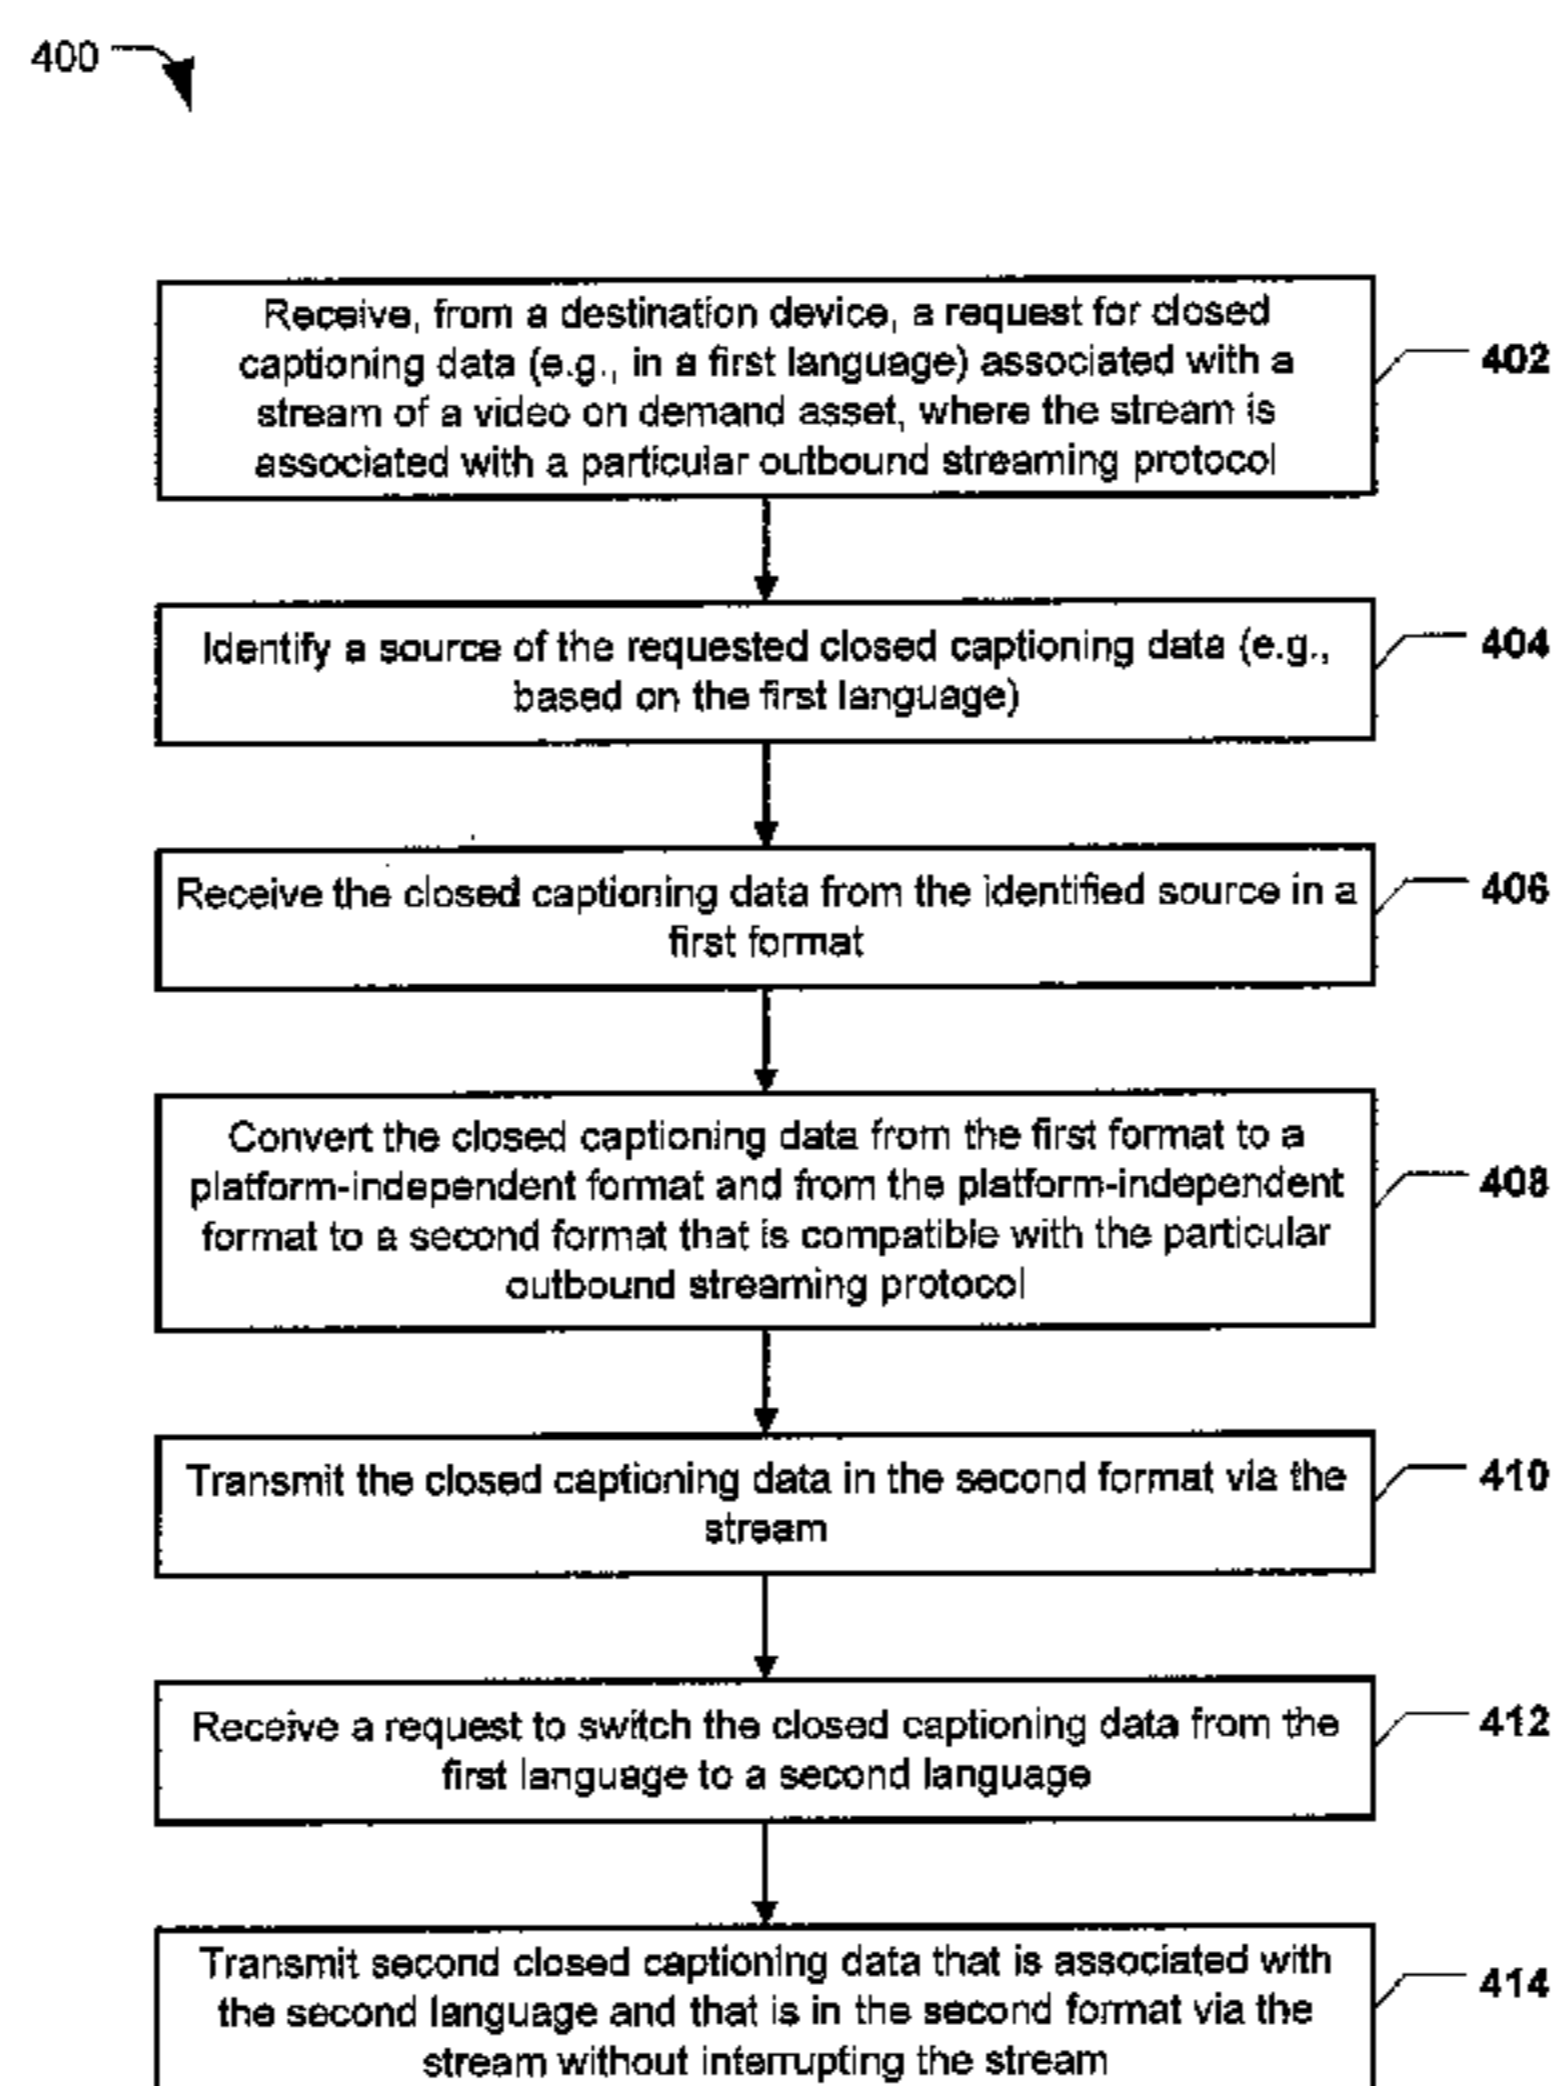 400
Receive, from a destination device, a request for closed
captioning data (e.g., in a first language) associated with a
stream of a video on demand asset, where the stream is
associated with a particular outbound streaming protocol
402
Identify a source of the requested closed captioning data (e.g.,
based on the first language)
404
Receive the closed captioning data from the identified source in a
first format
406
Convert the closed captioning data from the first format to a
platform-independent format and from the platform-independent
format to a second format that is compatible with the particular
outbound streaming protocol
408
Transmit the closed captioning data in the second format via the
stream
410
Receive a request to switch the closed captioning data from the
first language to a second language
412
Transmit second closed captioning data that is associated with
the second language and that is in the second format via the
stream without interrupting the stream
414